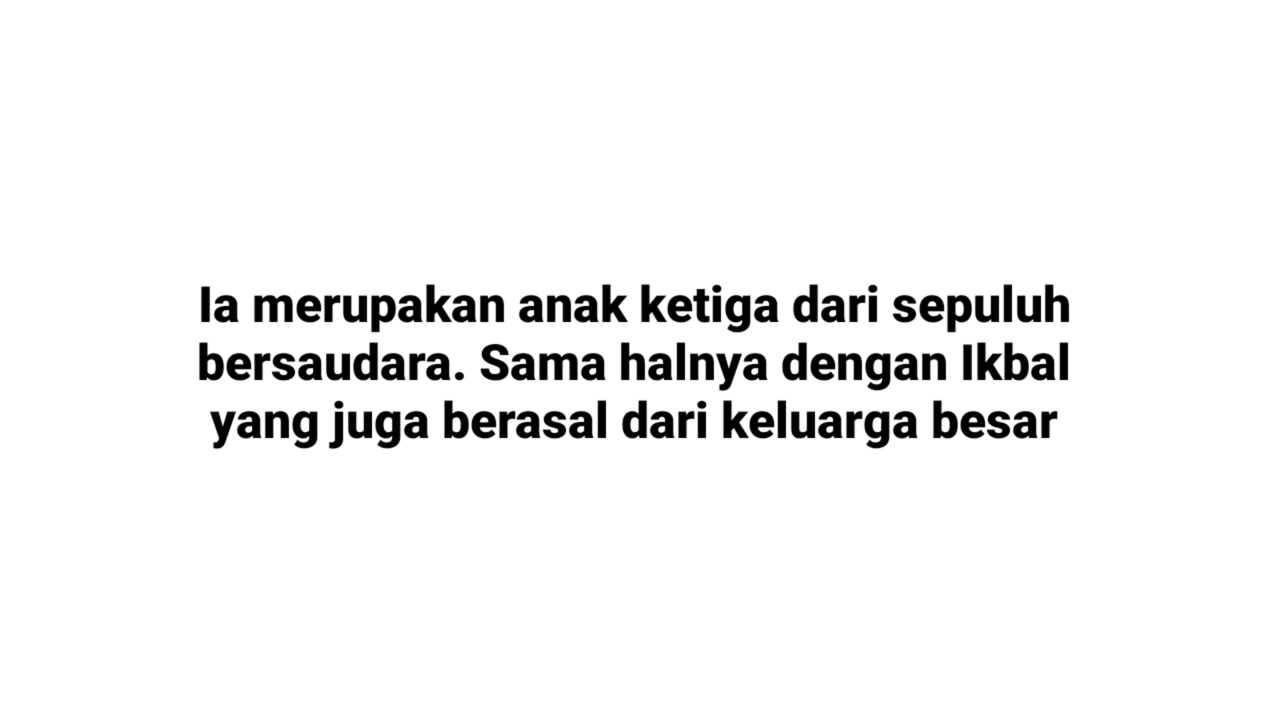 Ia merupakan anak ketiga dari sepuluh
bersaudara. Sama halnya dengan Ikbal
yang juga berasal dari keluarga besar